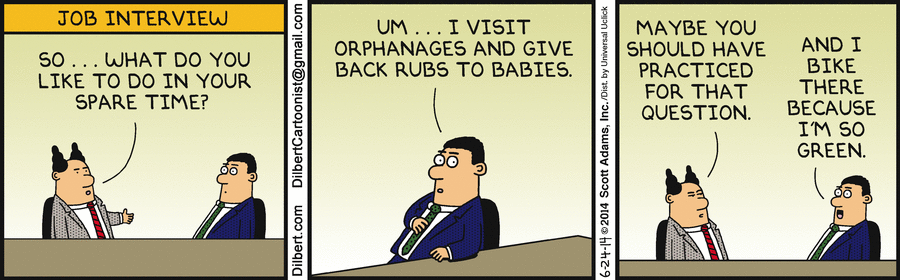 JOB INTERVIEW
SO... WHAT DO YOU
LIKE TO DO IN YOUR
SPARE TIME?
Dilbert.com DilbertCartoonist@gmail.com
UM... I VISIT
ORPHANAGES AND GIVE
BACK RUBS TO BABIES.
6-24-14 © 2014 Scott Adams, Inc. /Dist. by Universal Uclick
MAYBE YOU
SHOULD HAVE
PRACTICED
FOR THAT
QUESTION.
AND I
BIKE
THERE
BECAUSE
I'M SO
GREEN.